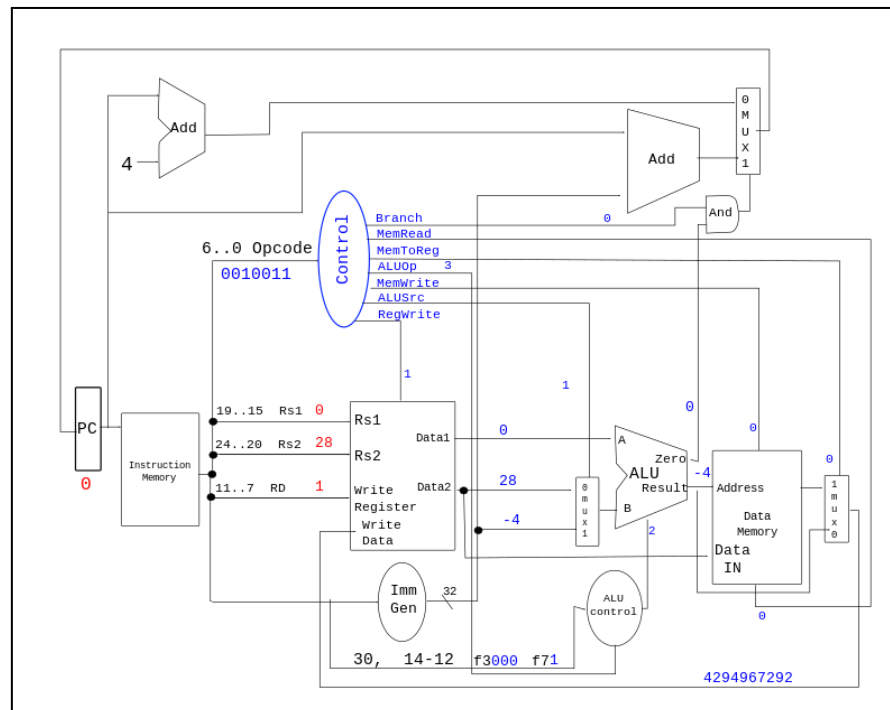 0
M
U
X
1
Add
Add
4
And
Branch
0
MemRead
6..0 Opcode
Control
MemToReg
0010011
ALUOp
3
MemWrite
ALUSrc
RegWrite
1
1
0
0
PC
0
19..15 Rs1
0
Rs1
24..20 Rs2
28
Rs2
11..7 RD
1
Write
Register
Write
Data
Data1
Data2
Instruction
Memory
0
28
-4
0
m
u
x
1
A
B
Zero
ALU
Result
-4
2
Address
Data
Memory
Data
IN
0
1
m
u
x
0
0
Imm
Gen
32
ALU
control
30, 14-12 f3000 f71
4294967292